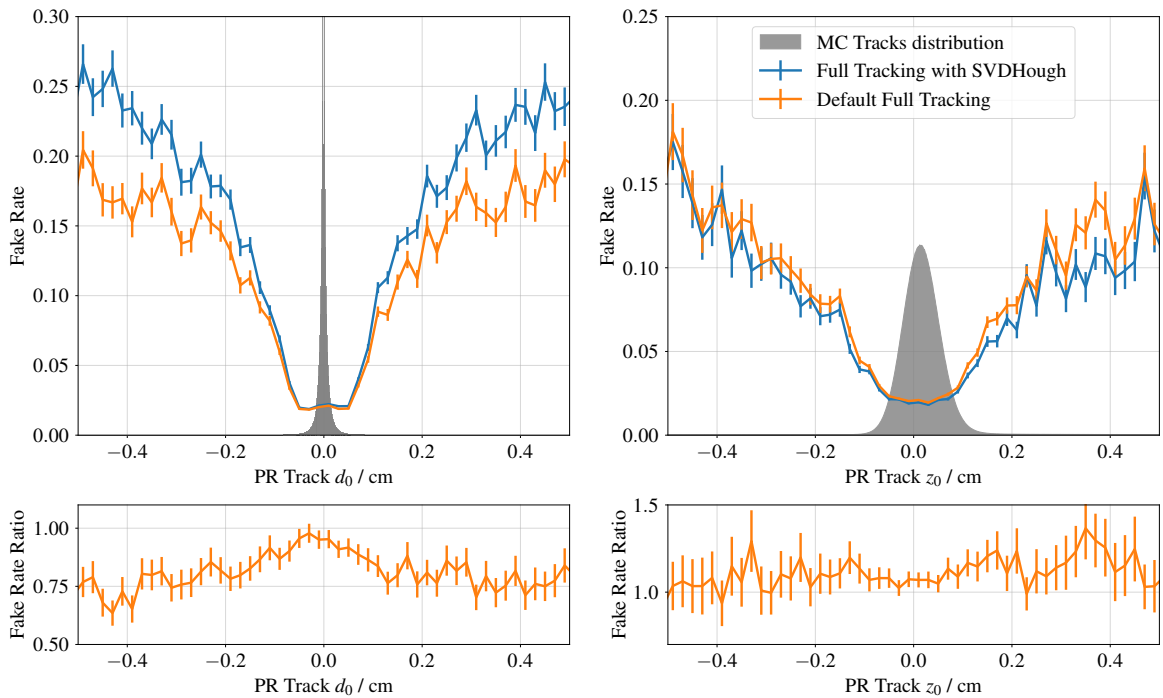 0.30
0.25
0.20
0.15
0.10
0.05
0.00
Fake Rate
−0.4 −0.2 0.0 0.2 0.4
PR Track d₀ / cm
0.25
0.20
0.15
0.10
0.05
0.00
Fake Rate
MC Tracks distribution
Full Tracking with SVDHough
Default Full Tracking
−0.4 −0.2 0.0 0.2 0.4
PR Track z₀ / cm
1.00
0.75
0.50
Fake Rate Ratio
−0.4 −0.2 0.0 0.2 0.4
PR Track d₀ / cm
1.5
1.0
Fake Rate Ratio
−0.4 −0.2 0.0 0.2 0.4
PR Track z₀ / cm